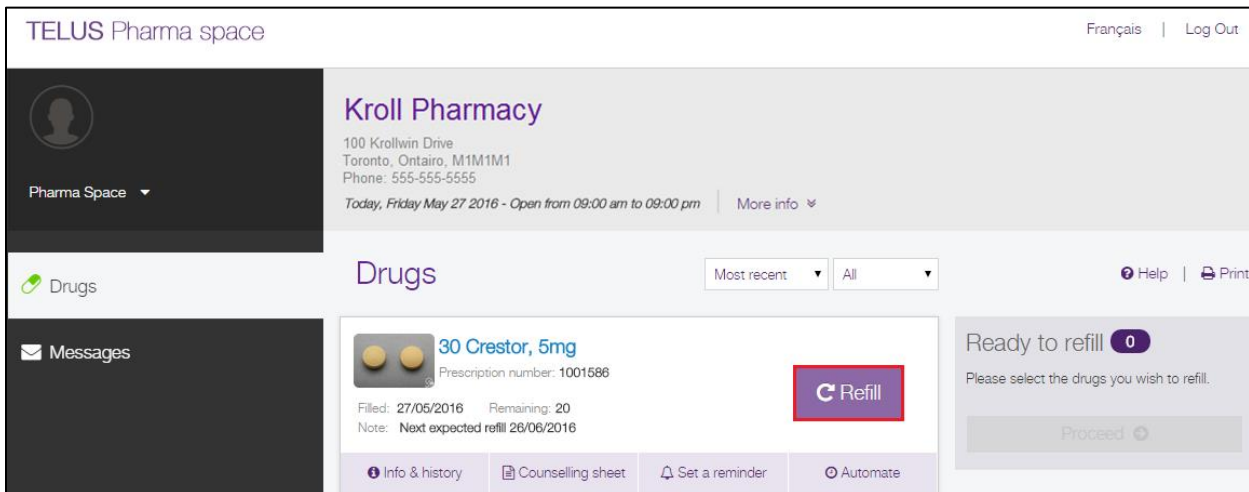 TELUS Pharma space
Français | Log Out
Kroll Pharmacy
100 Krollwin Drive
Toronto, Ontairo, M1M1M1
Phone: 555-555-5555
Today, Friday May 27 2016 - Open from 09:00 am to 09:00 pm | More info
Pharma Space
Drugs
Messages
Drugs
Most recent All
Help | Print
30 Crestor, 5mg
Prescription number: 1001586
Filled: 27/05/2016 Remaining: 20
Note: Next expected refill 26/06/2016
Refill
Info & history Counselling sheet Set a reminder Automate
Ready to refill 0
Please select the drugs you wish to refill.
Proceed